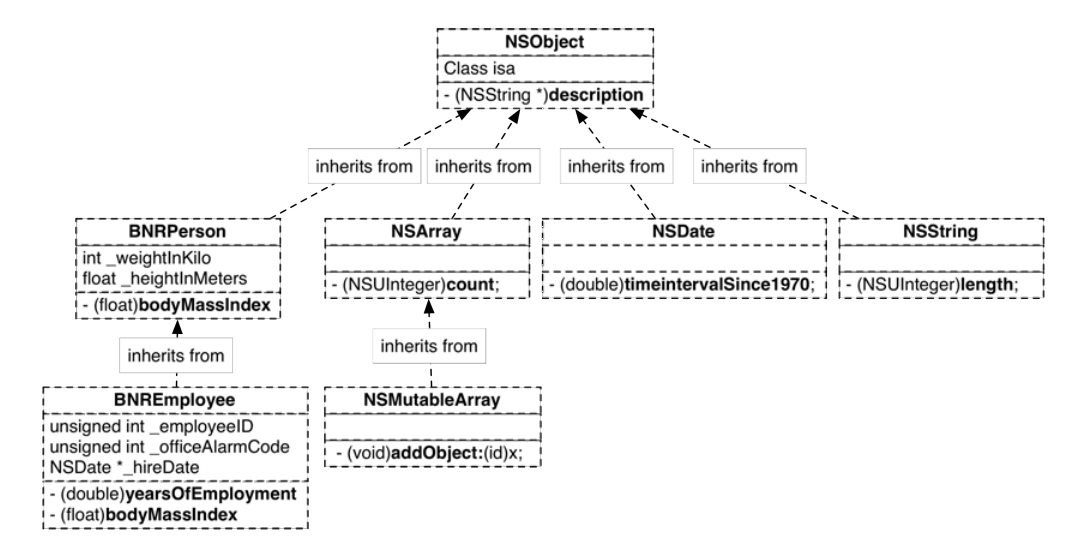 NSObject
Class isa
- (NSString *)description
inherits from
inherits from
inherits from
inherits from
BNRPerson
int _weightInKilo
float _heightInMeters
- (float)bodyMassIndex
NSArray
- (NSUInteger)count;
NSDate
- (double)timeintervalSince1970;
NSString
- (NSUInteger)length;
inherits from
inherits from
BNREmployee
unsigned int _employeeID
unsigned int _officeAlarmCode
NSDate *_hireDate
- (double)yearsOfEmployment
- (float)bodyMassIndex
NSMutableArray
- (void)addObject:(id)x;